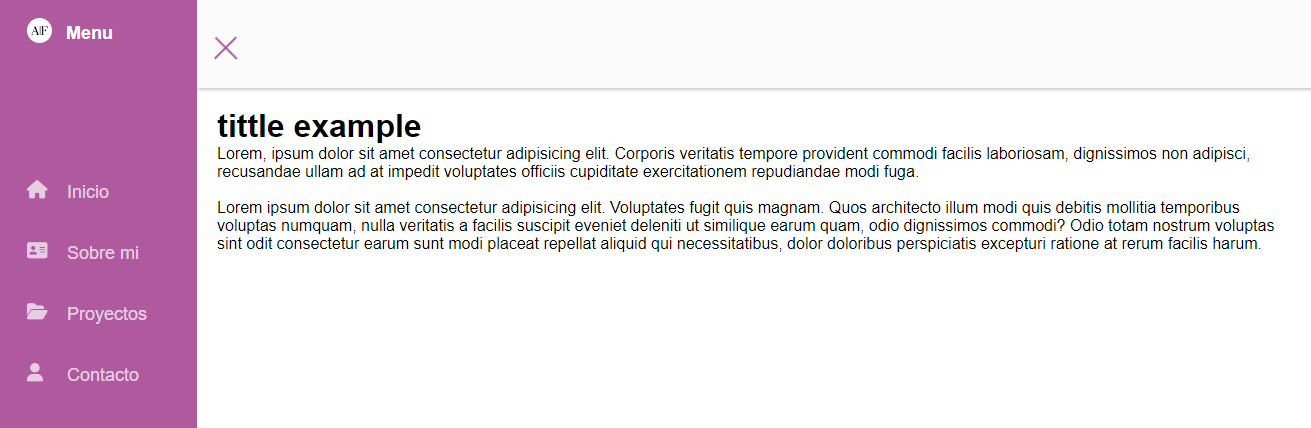 AF Menu
Inicio
Sobre mi
Proyectos
Contacto
tittle example
Lorem, ipsum dolor sit amet consectetur adipisicing elit. Corporis veritatis tempore provident commodi facilis laboriosam, dignissimos non adipisci,
recusandae ullam ad at impedit voluptates officiis cupiditate exercitationem repudiandae modi fuga.
Lorem ipsum dolor sit amet consectetur adipisicing elit. Voluptates fugit quis magnam. Quos architecto illum modi quis debitis mollitia temporibus
voluptas numquam, nulla veritatis a facilis suscipit eveniet deleniti ut similique earum quam, odio dignissimos commodi? Odio totam nostrum voluptas
sint odit consectetur earum sunt modi placeat repellat aliquid qui necessitatibus, dolor doloribus perspiciatis excepturi ratione at rerum facilis harum.